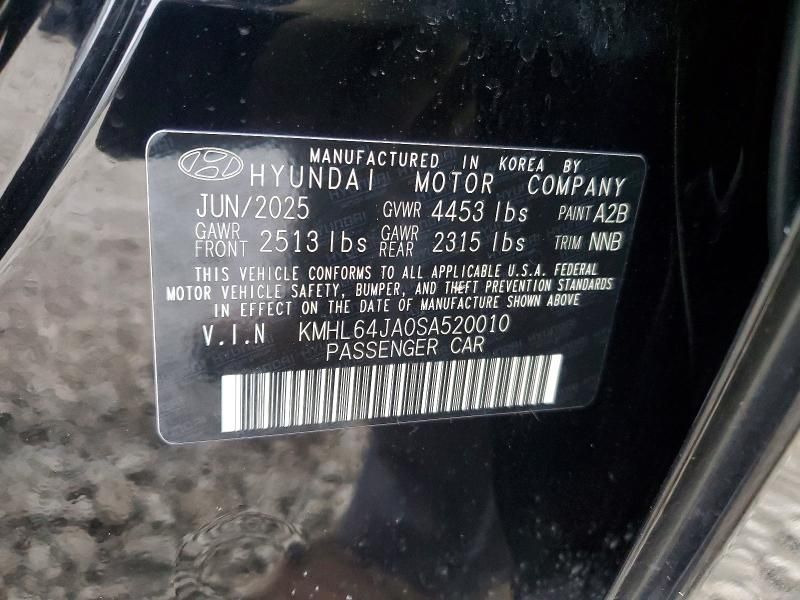 MANUFACTURED IN KOREA BY
HYUNDAI MOTOR COMPANY
JUN/2025 GVWR 4453 lbs PAINT A2B
GAWR FRONT 2513 lbs GAWR REAR 2315 lbs TRIM NNB
THIS VEHICLE CONFORMS TO ALL APPLICABLE U.S.A. FEDERAL
MOTOR VEHICLE SAFETY, BUMPER, AND THEFT PREVENTION STANDARDS
IN EFFECT ON THE DATE OF MANUFACTURE SHOWN ABOVE
V.I.N KMHL64JA0SA520010
PASSENGER CAR